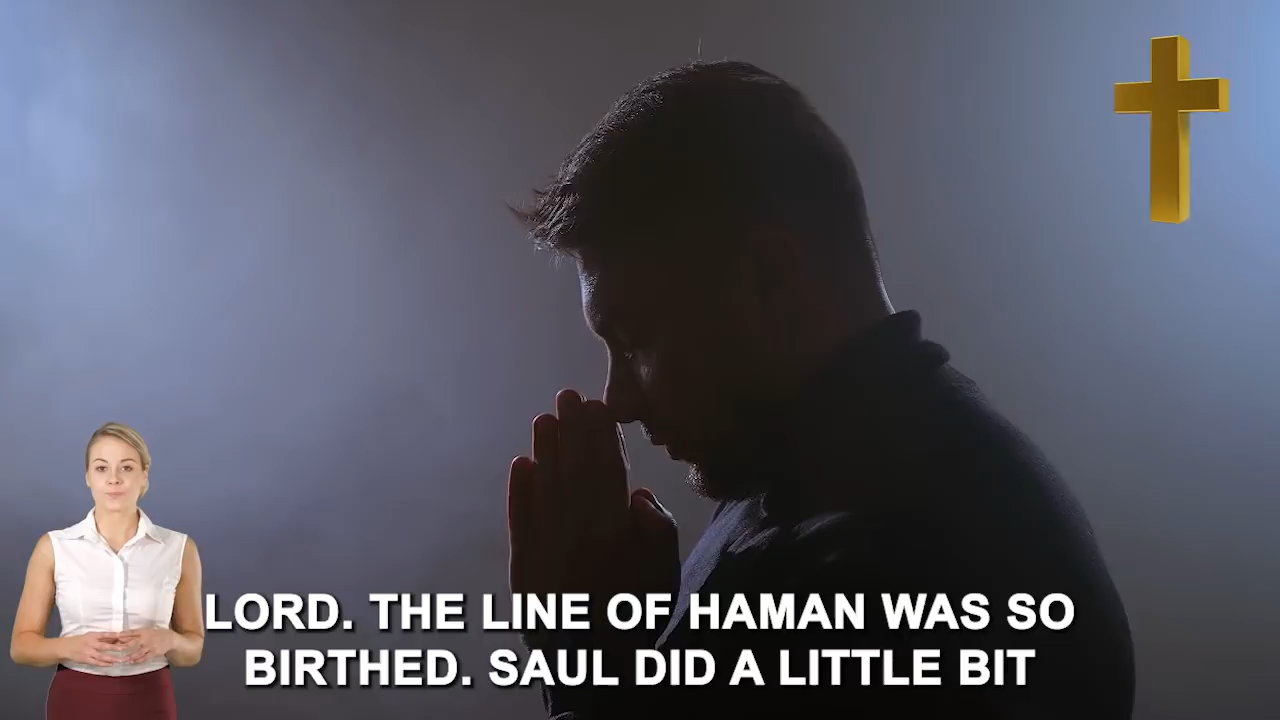 LORD. THE LINE OF HAMAN WAS SO
BIRTHED. SAUL DID A LITTLE BIT